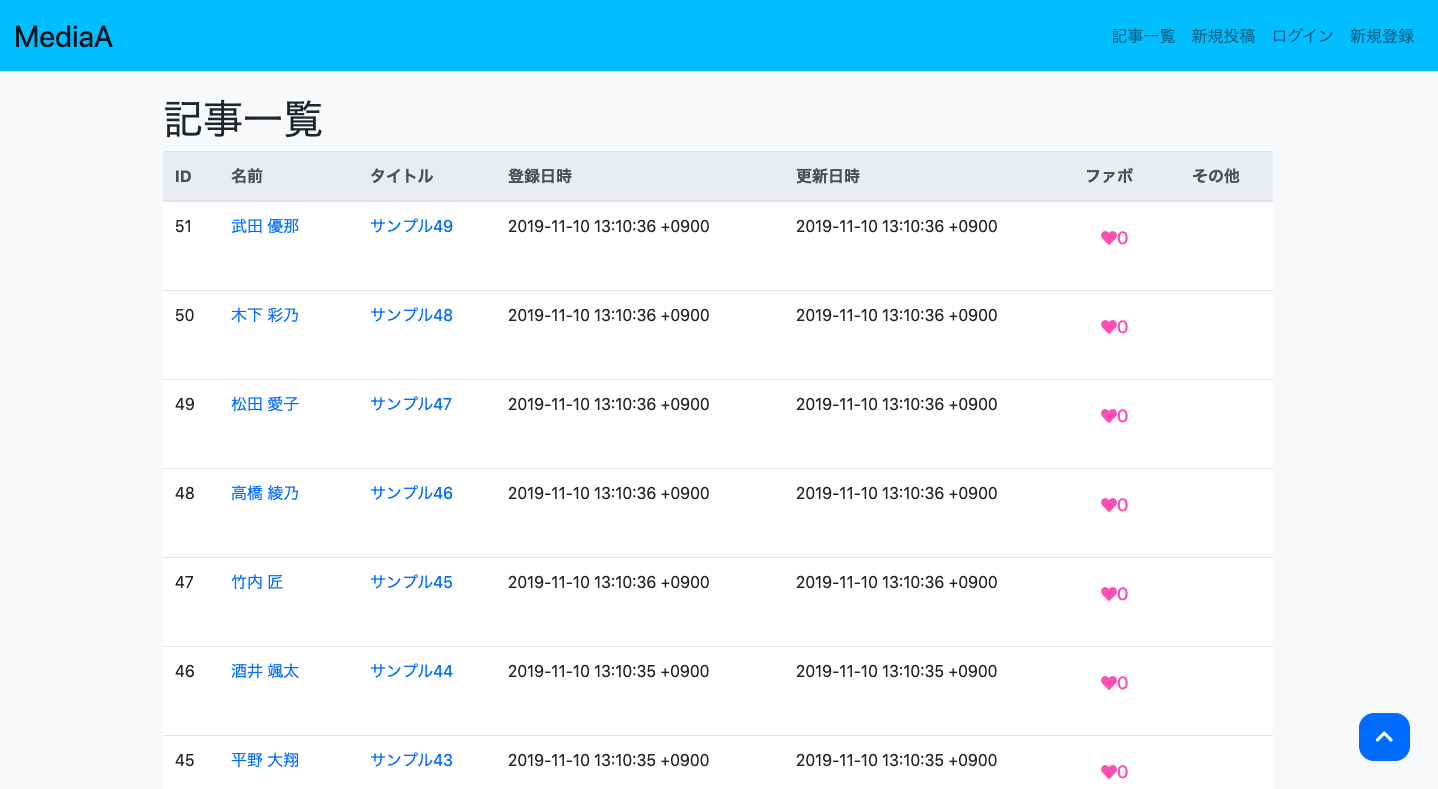 MediaA
記事一覧 新規投稿 ログイン 新規登録
記事一覧
ID 名前 タイトル 登録日時 更新日時 ファボ その他
51 武田 優那 サンプル49 2019-11-10 13:10:36 +0900 2019-11-10 13:10:36 +0900 0
50 木下 彩乃 サンプル48 2019-11-10 13:10:36 +0900 2019-11-10 13:10:36 +0900 0
49 松田 愛子 サンプル47 2019-11-10 13:10:36 +0900 2019-11-10 13:10:36 +0900 0
48 高橋 綾乃 サンプル46 2019-11-10 13:10:36 +0900 2019-11-10 13:10:36 +0900 0
47 竹内 匠 サンプル45 2019-11-10 13:10:36 +0900 2019-11-10 13:10:36 +0900 0
46 酒井 颯太 サンプル44 2019-11-10 13:10:35 +0900 2019-11-10 13:10:35 +0900 0
45 平野 大翔 サンプル43 2019-11-10 13:10:35 +0900 2019-11-10 13:10:35 +0900 0